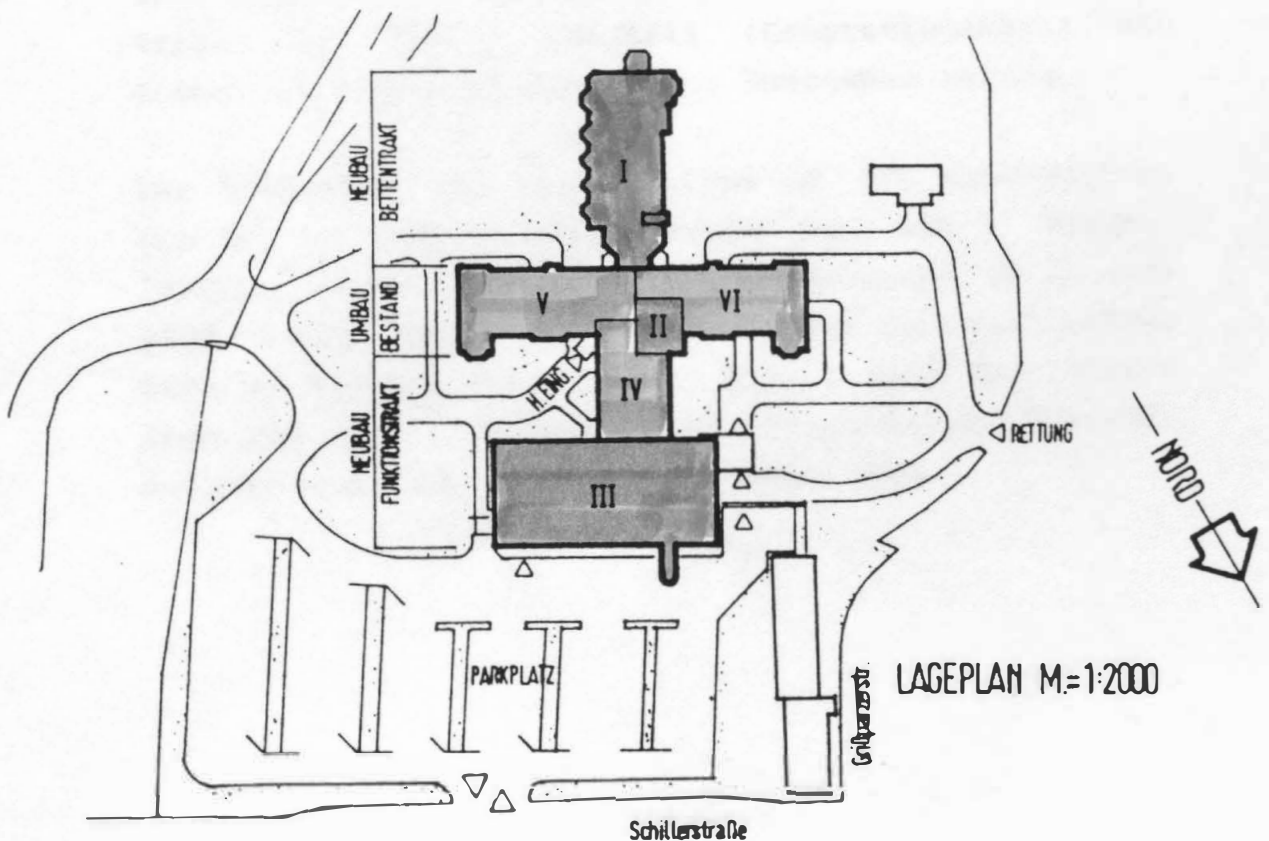 NEUBAU
BETTENTRAKT
UMBAU
BESTAND
NEUBAU
FUNKTIONSTRAKT
I
V
VI
II
IV
III
H. EING.
RETTUNG
NORD
PARKPLATZ
LAGEPLAN M.=1:2000
Schillerstraße